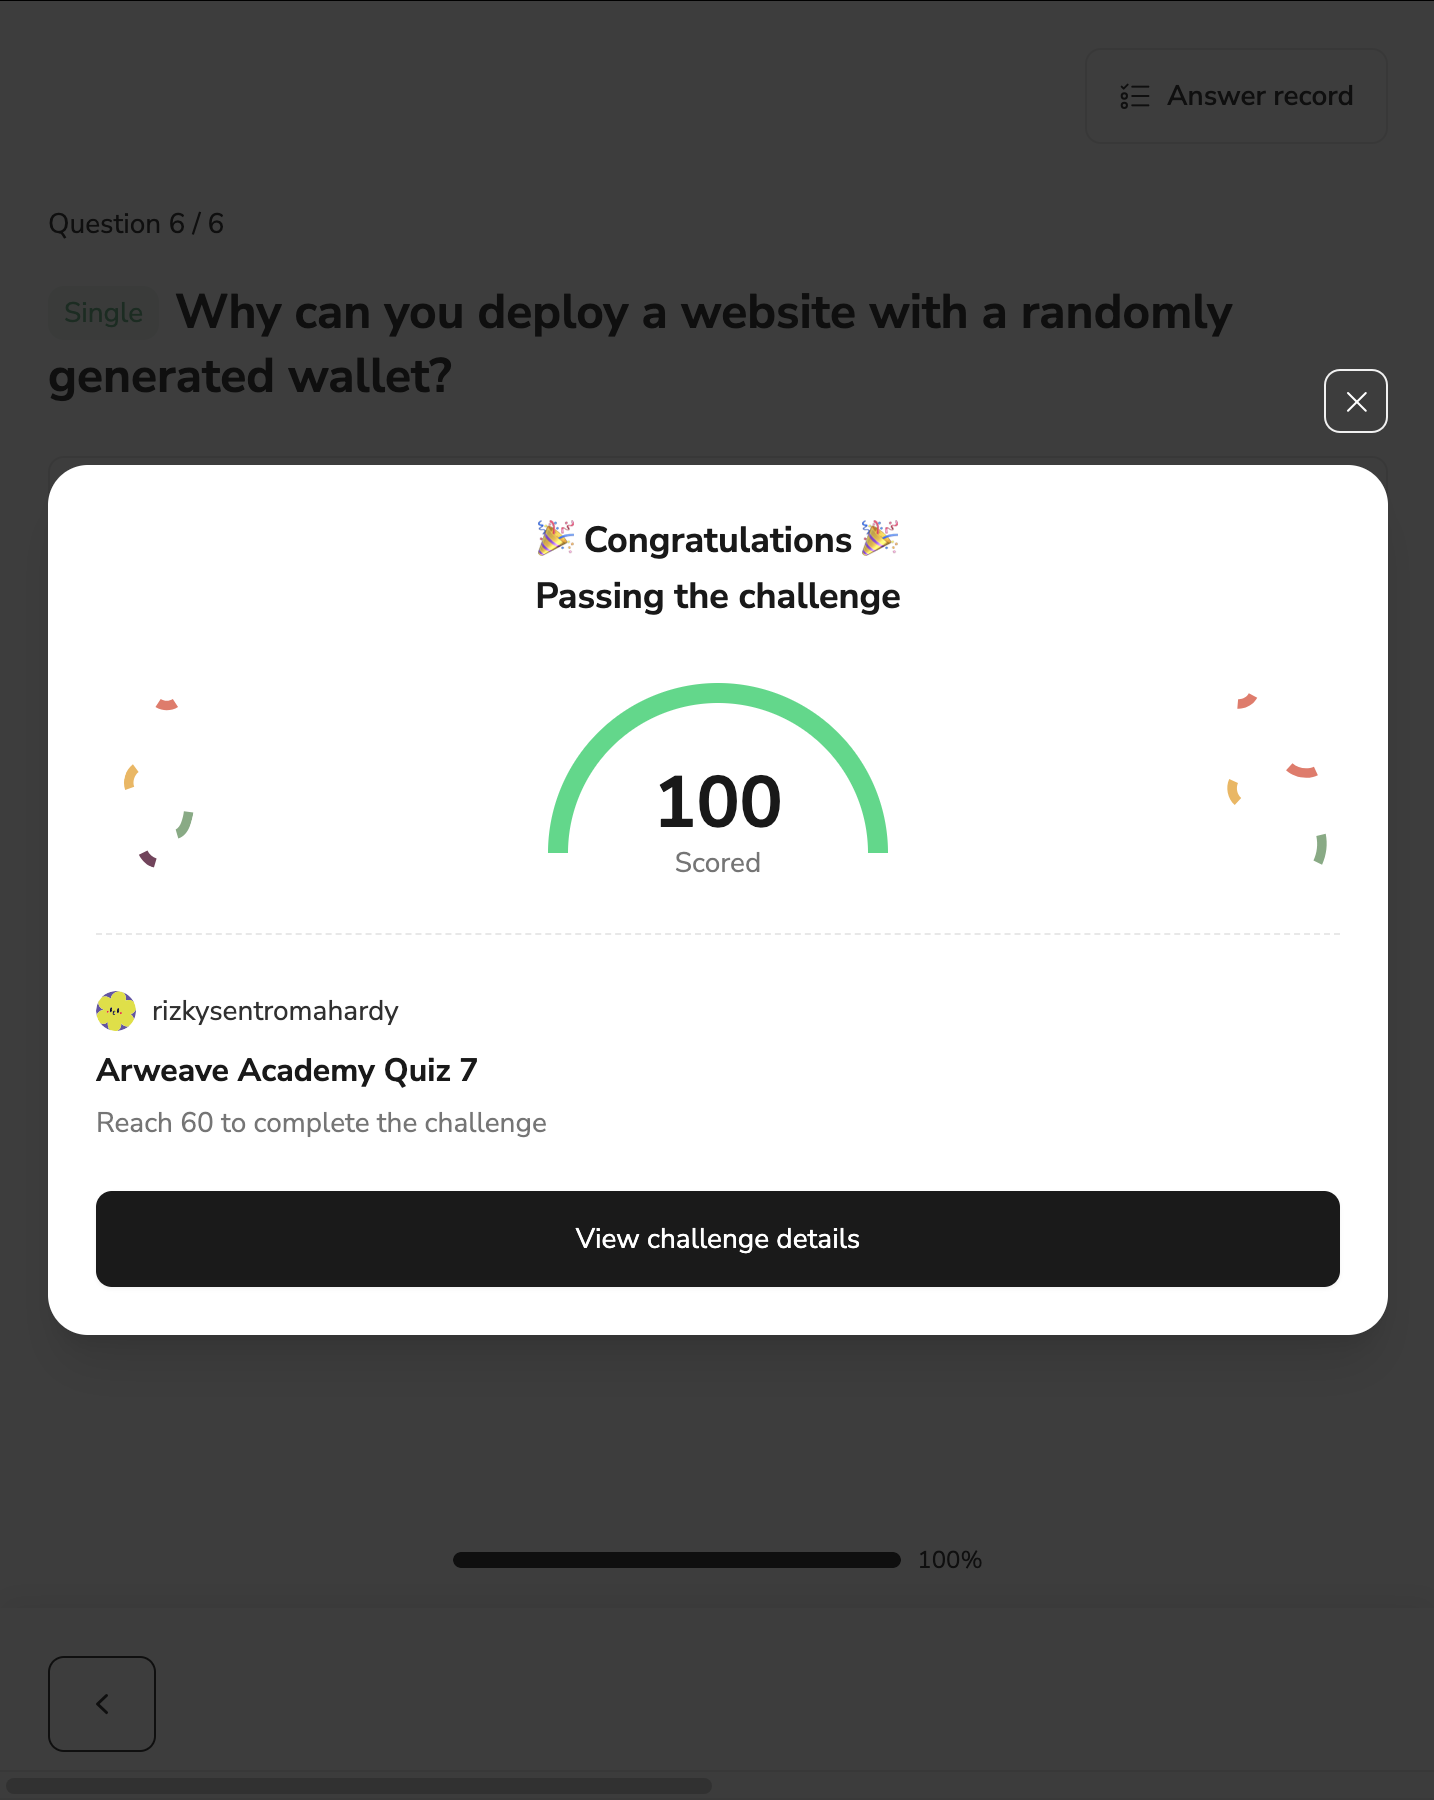 Answer record
Question 6 / 6
Single Why can you deploy a website with a randomly
generated wallet?
🎉 Congratulations 🎉
Passing the challenge
100
Scored
rizkysentromahardy
Arweave Academy Quiz 7
Reach 60 to complete the challenge
View challenge details
100%